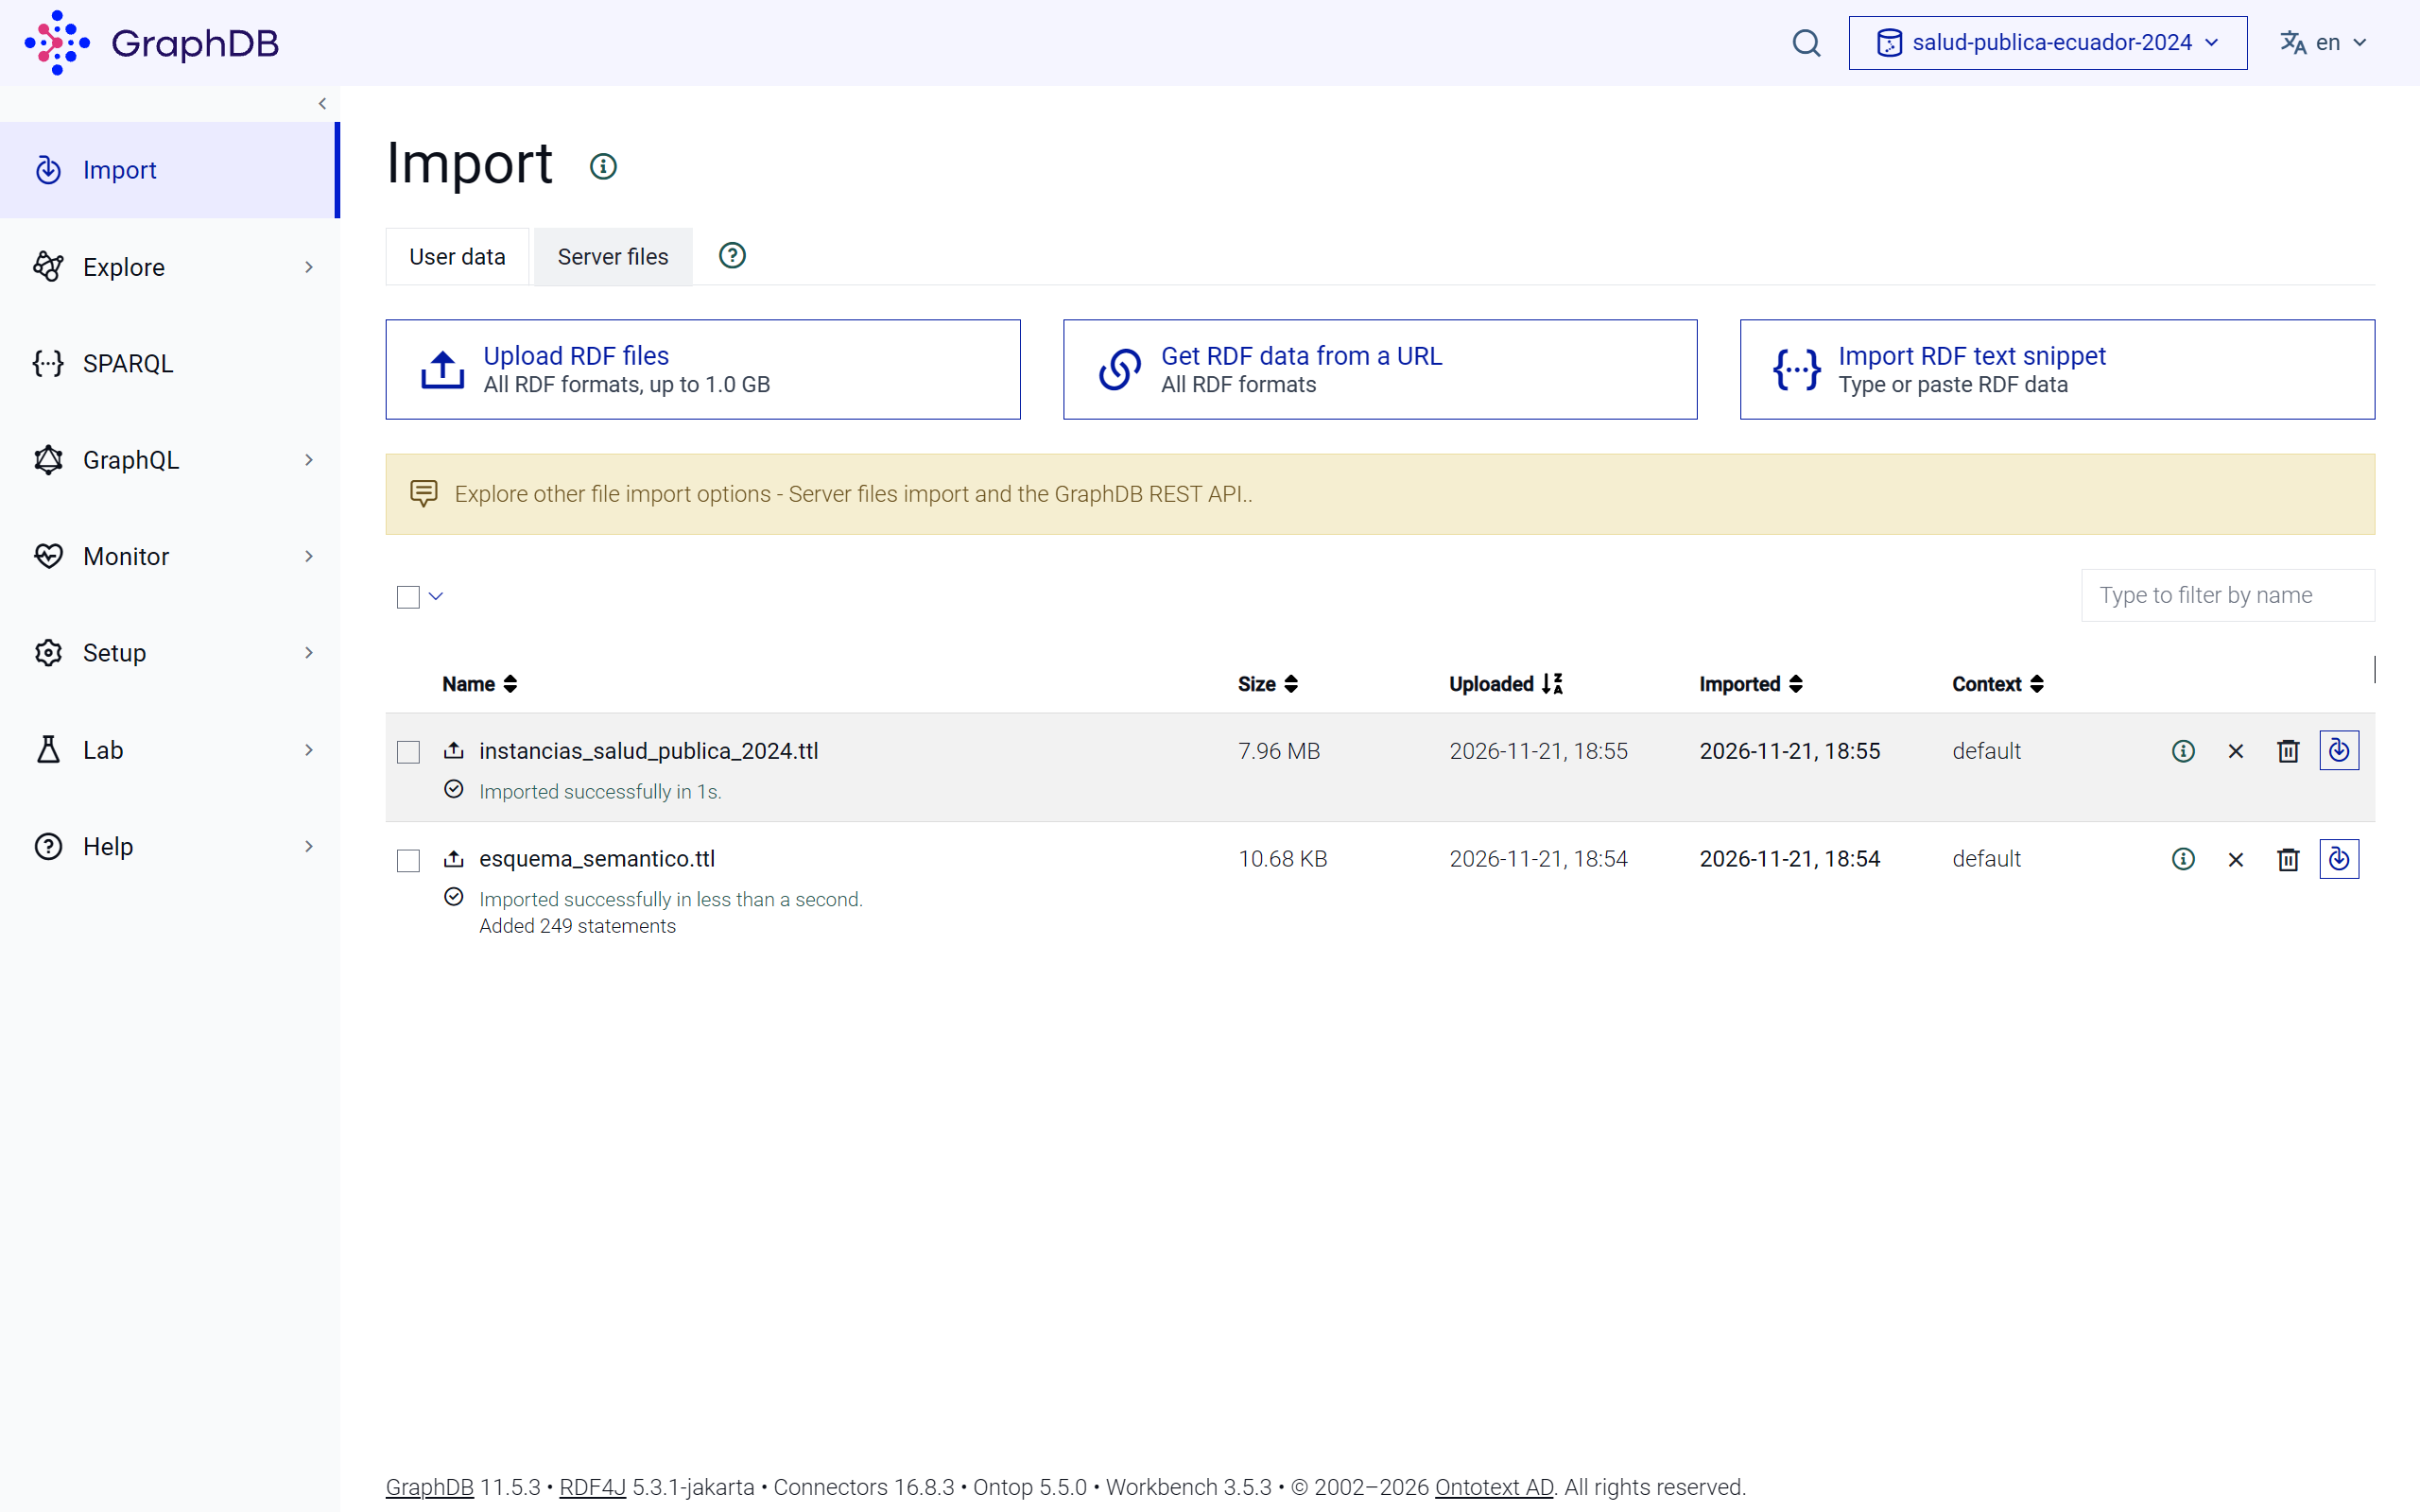 GraphDB
salud-publica-ecuador-2024
en
Import
Explore
SPARQL
GraphQL
Monitor
Setup
Lab
Help
Import
User data
Server files
Upload RDF files
All RDF formats, up to 1.0 GB
Get RDF data from a URL
All RDF formats
Import RDF text snippet
Type or paste RDF data
Explore other file import options - Server files import and the GraphDB REST API..
Type to filter by name
Name Size Uploaded Imported Context
instancias_salud_publica_2024.ttl 7.96 MB 2026-11-21, 18:55 2026-11-21, 18:55 default
Imported successfully in 1s.
esquema_semantico.ttl 10.68 KB 2026-11-21, 18:54 2026-11-21, 18:54 default
Imported successfully in less than a second.
Added 249 statements
GraphDB 11.5.3 • RDF4J 5.3.1-jakarta • Connectors 16.8.3 • Ontop 5.5.0 • Workbench 3.5.3 • © 2002–2026 Ontotext AD. All rights reserved.